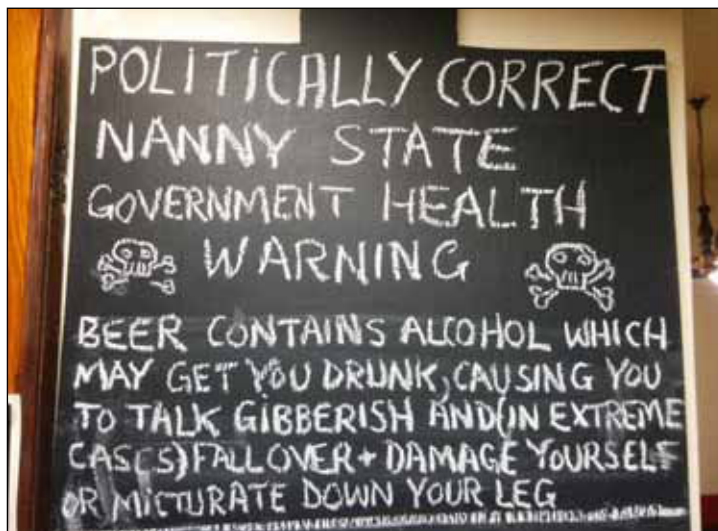 POLITICALLY CORRECT
NANNY STATE
GOVERNMENT HEALTH
WARNING
BEER CONTAINS ALCOHOL WHICH
MAY GET YOU DRUNK, CAUSING YOU
TO TALK GIBBERISH AND (IN EXTREME
CASES) FALL OVER + DAMAGE YOURSELF
OR MICTURATE DOWN YOUR LEG